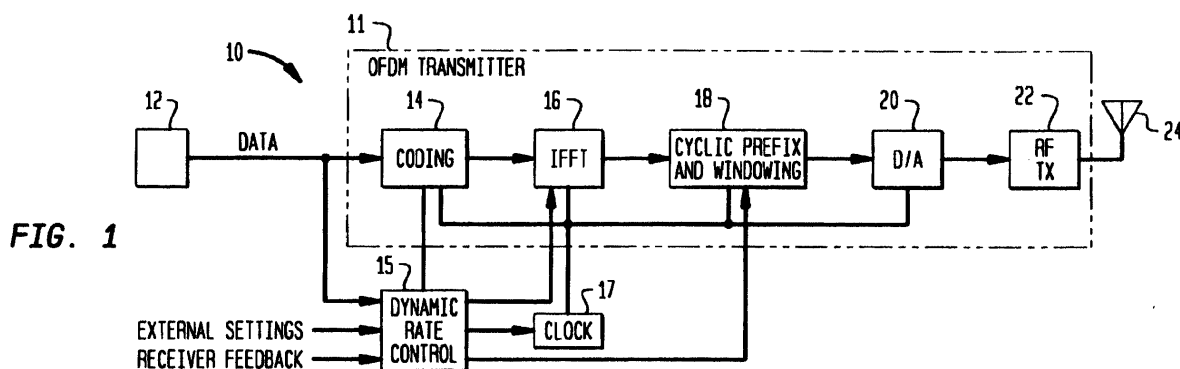 11
10
OFDM TRANSMITTER
12
14
16
18
20
22
24
DATA
CODING
IFFT
CYCLIC PREFIX
AND WINDOWING
D/A
RF
TX
FIG. 1
15
17
DYNAMIC
RATE
CONTROL
CLOCK
EXTERNAL SETTINGS
RECEIVER FEEDBACK